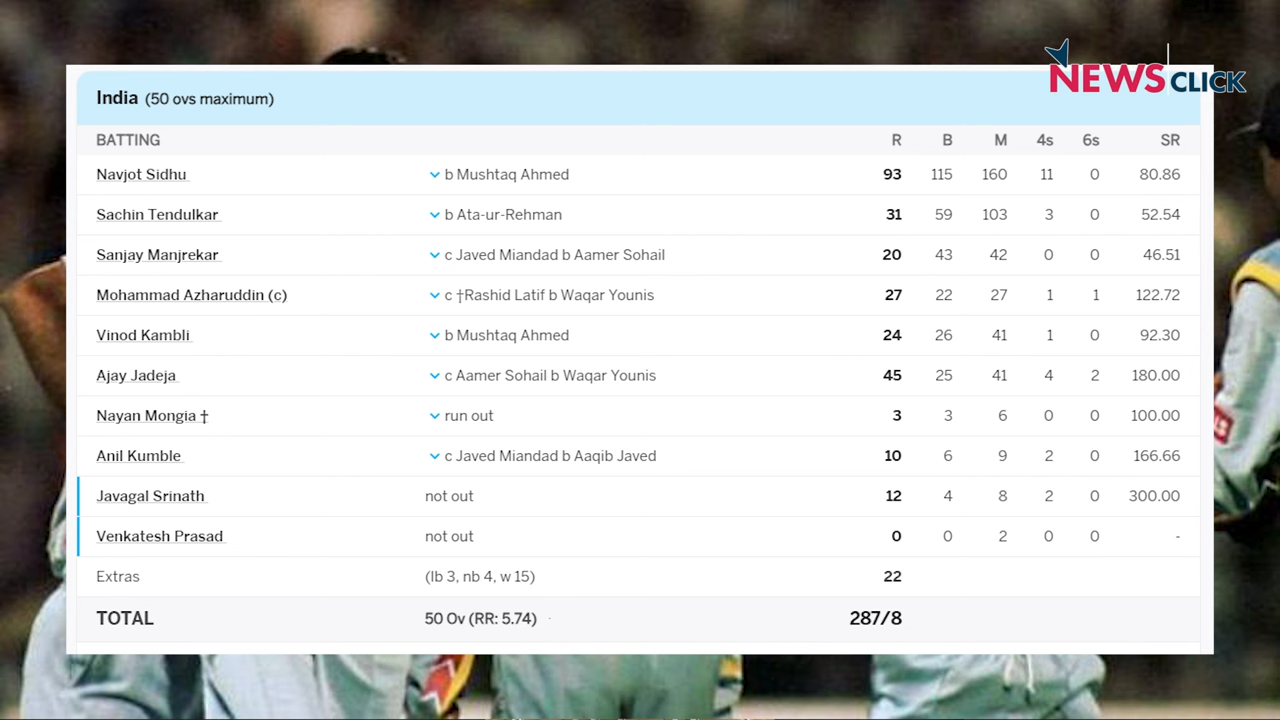 NEWSCLICK
India (50 ovs maximum)
BATTING R B M 4s 6s SR
Navjot Sidhu b Mushtaq Ahmed 93 115 160 11 0 80.86
Sachin Tendulkar b Ata-ur-Rehman 31 59 103 3 0 52.54
Sanjay Manjrekar c Javed Miandad b Aamer Sohail 20 43 42 0 0 46.51
Mohammad Azharuddin (c) c †Rashid Latif b Waqar Younis 27 22 27 1 1 122.72
Vinod Kambli b Mushtaq Ahmed 24 26 41 1 0 92.30
Ajay Jadeja c Aamer Sohail b Waqar Younis 45 25 41 4 2 180.00
Nayan Mongia † run out 3 3 6 0 0 100.00
Anil Kumble c Javed Miandad b Aaqib Javed 10 6 9 2 0 166.66
Javagal Srinath not out 12 4 8 2 0 300.00
Venkatesh Prasad not out 0 0 2 0 0 -
Extras (lb 3, nb 4, w 15) 22
TOTAL 50 Ov (RR: 5.74) 287/8